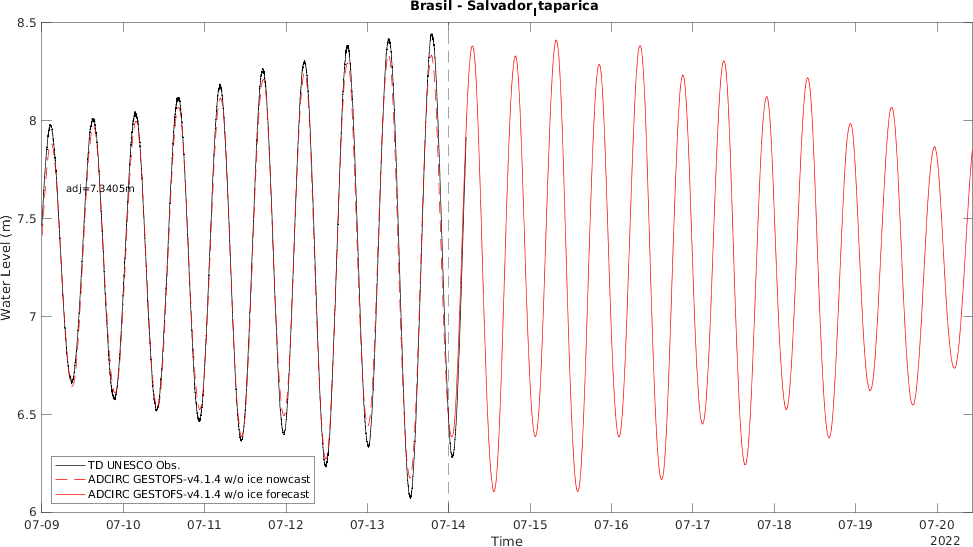 Brasil - Salvador_Itaparica
8.5
8
7.5
7
6.5
6
Water Level (m)
adj=7.3405m
TD UNESCO Obs.
ADCIRC GESTOFS-v4.1.4 w/o ice nowcast
ADCIRC GESTOFS-v4.1.4 w/o ice forecast
07-09 07-10 07-11 07-12 07-13 07-14 07-15 07-16 07-17 07-18 07-19 07-20
Time 2022